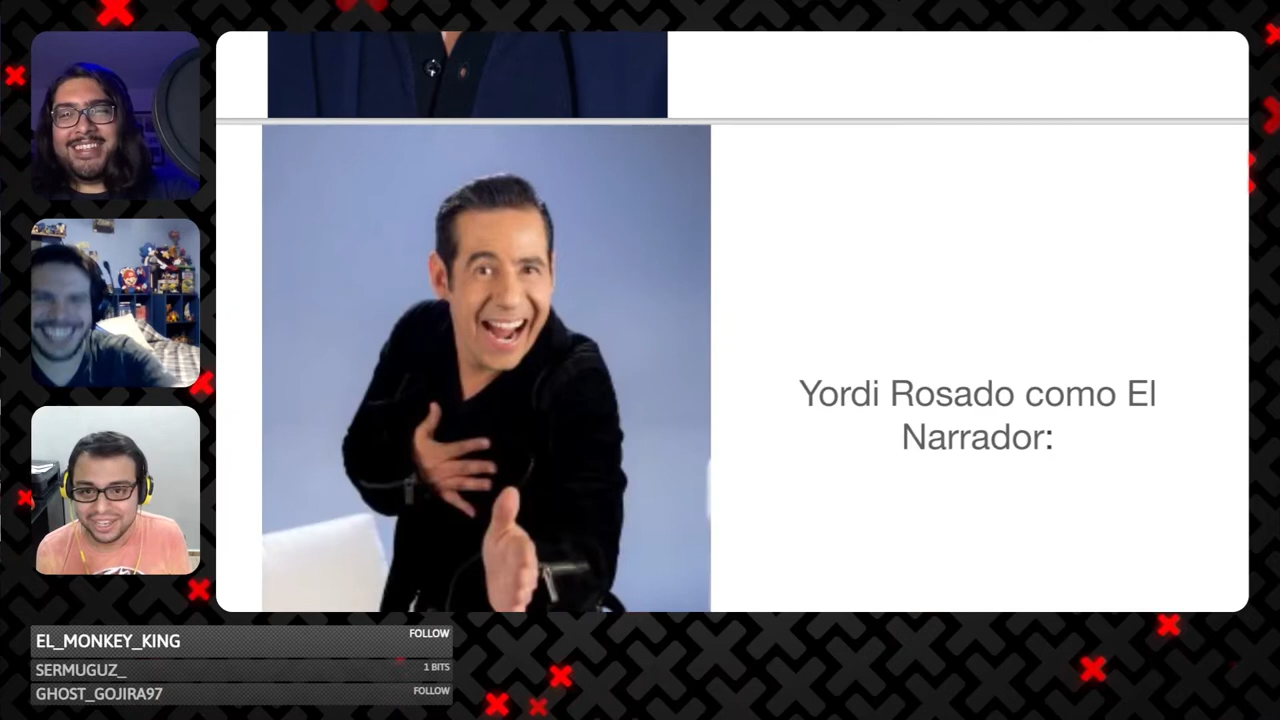 Yordi Rosado como El
Narrador:
EL_MONKEY_KING
FOLLOW
SERMUGUZ_
1 BITS
GHOST_GOJIRA97
FOLLOW